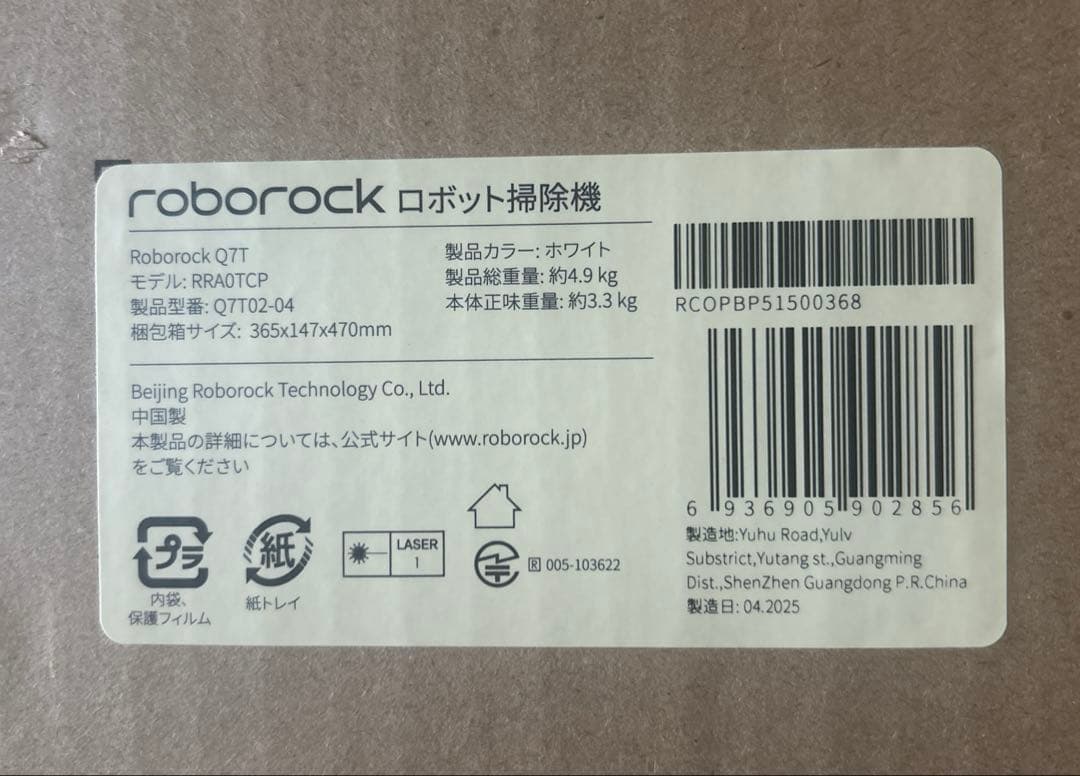 roborock ロボット掃除機
Roborock Q7T
モデル: RRA0TCP
製品型番: Q7T02-04
梱包箱サイズ: 365x147x470mm
製品カラー: ホワイト
製品総重量: 約4.9 kg
本体正味重量: 約3.3 kg
Beijing Roborock Technology Co., Ltd.
中国製
本製品の詳細については、公式サイト(www.roborock.jp)
をご覧ください
プラ
内袋、
保護フィルム
紙
紙トレイ
LASER
1
R 005-103622
RCOPBP51500368
6 936905 902856
製造地:Yuhu Road,Yulv
Substrict,Yutang st.,Guangming
Dist.,ShenZhen Guangdong P.R.China
製造日: 04.2025